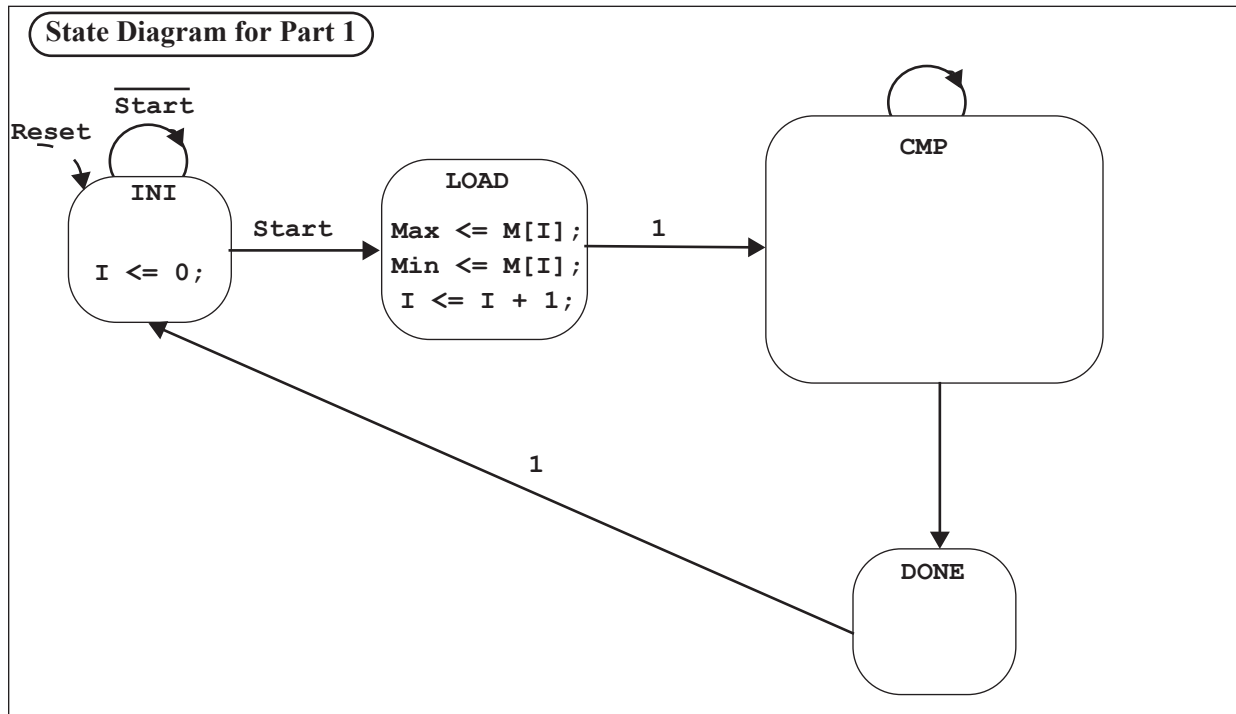 State Diagram for Part 1
Start
Reset
INI
I <= 0;
Start
LOAD
Max <= M[I];
Min <= M[I];
I <= I + 1;
1
CMP
1
DONE